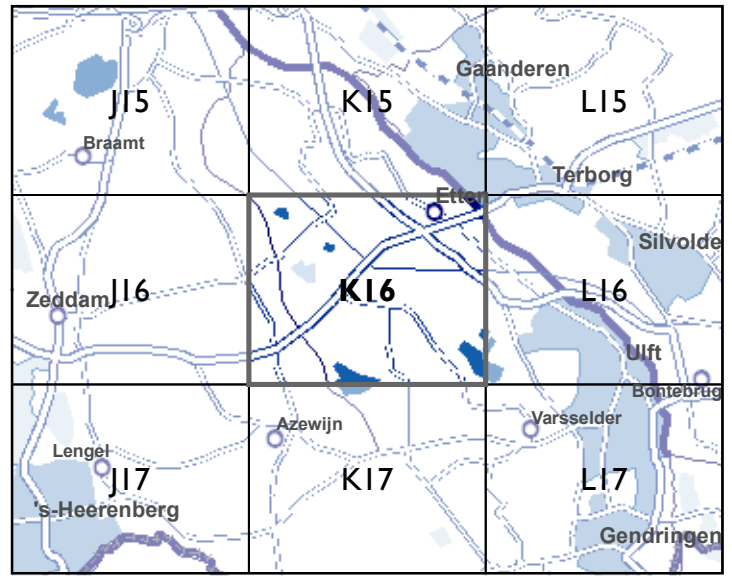 Gaanderen
J15
K15
L15
Braamt
Terborg
Etten
Silvolde
Zeddam
J16
K16
L16
Ulft
Bontebrug
Azewijn
Varsselder
Lengel
J17
K17
L17
's-Heerenberg
Gendringen